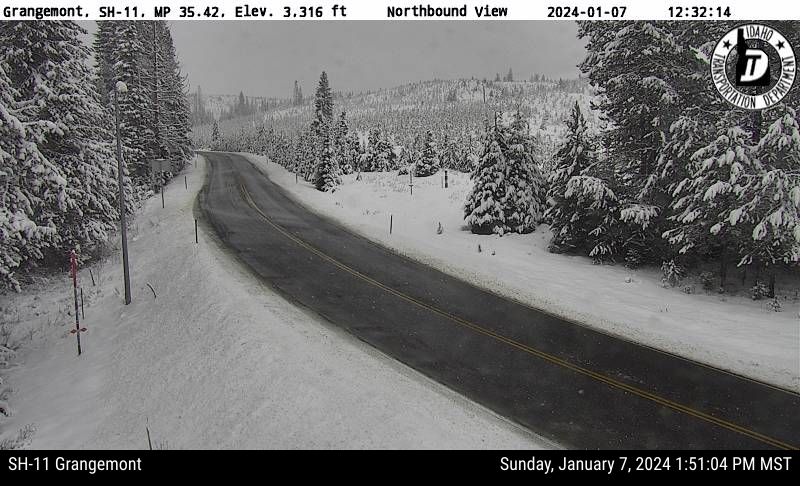 Grangemont, SH-11, MP 35.42, Elev. 3,316 ft Northbound View 2024-01-07 12:32:14
IDAHO
TRANSPORTATION DEPARTMENT
SH-11 Grangemont Sunday, January 7, 2024 1:51:04 PM MST